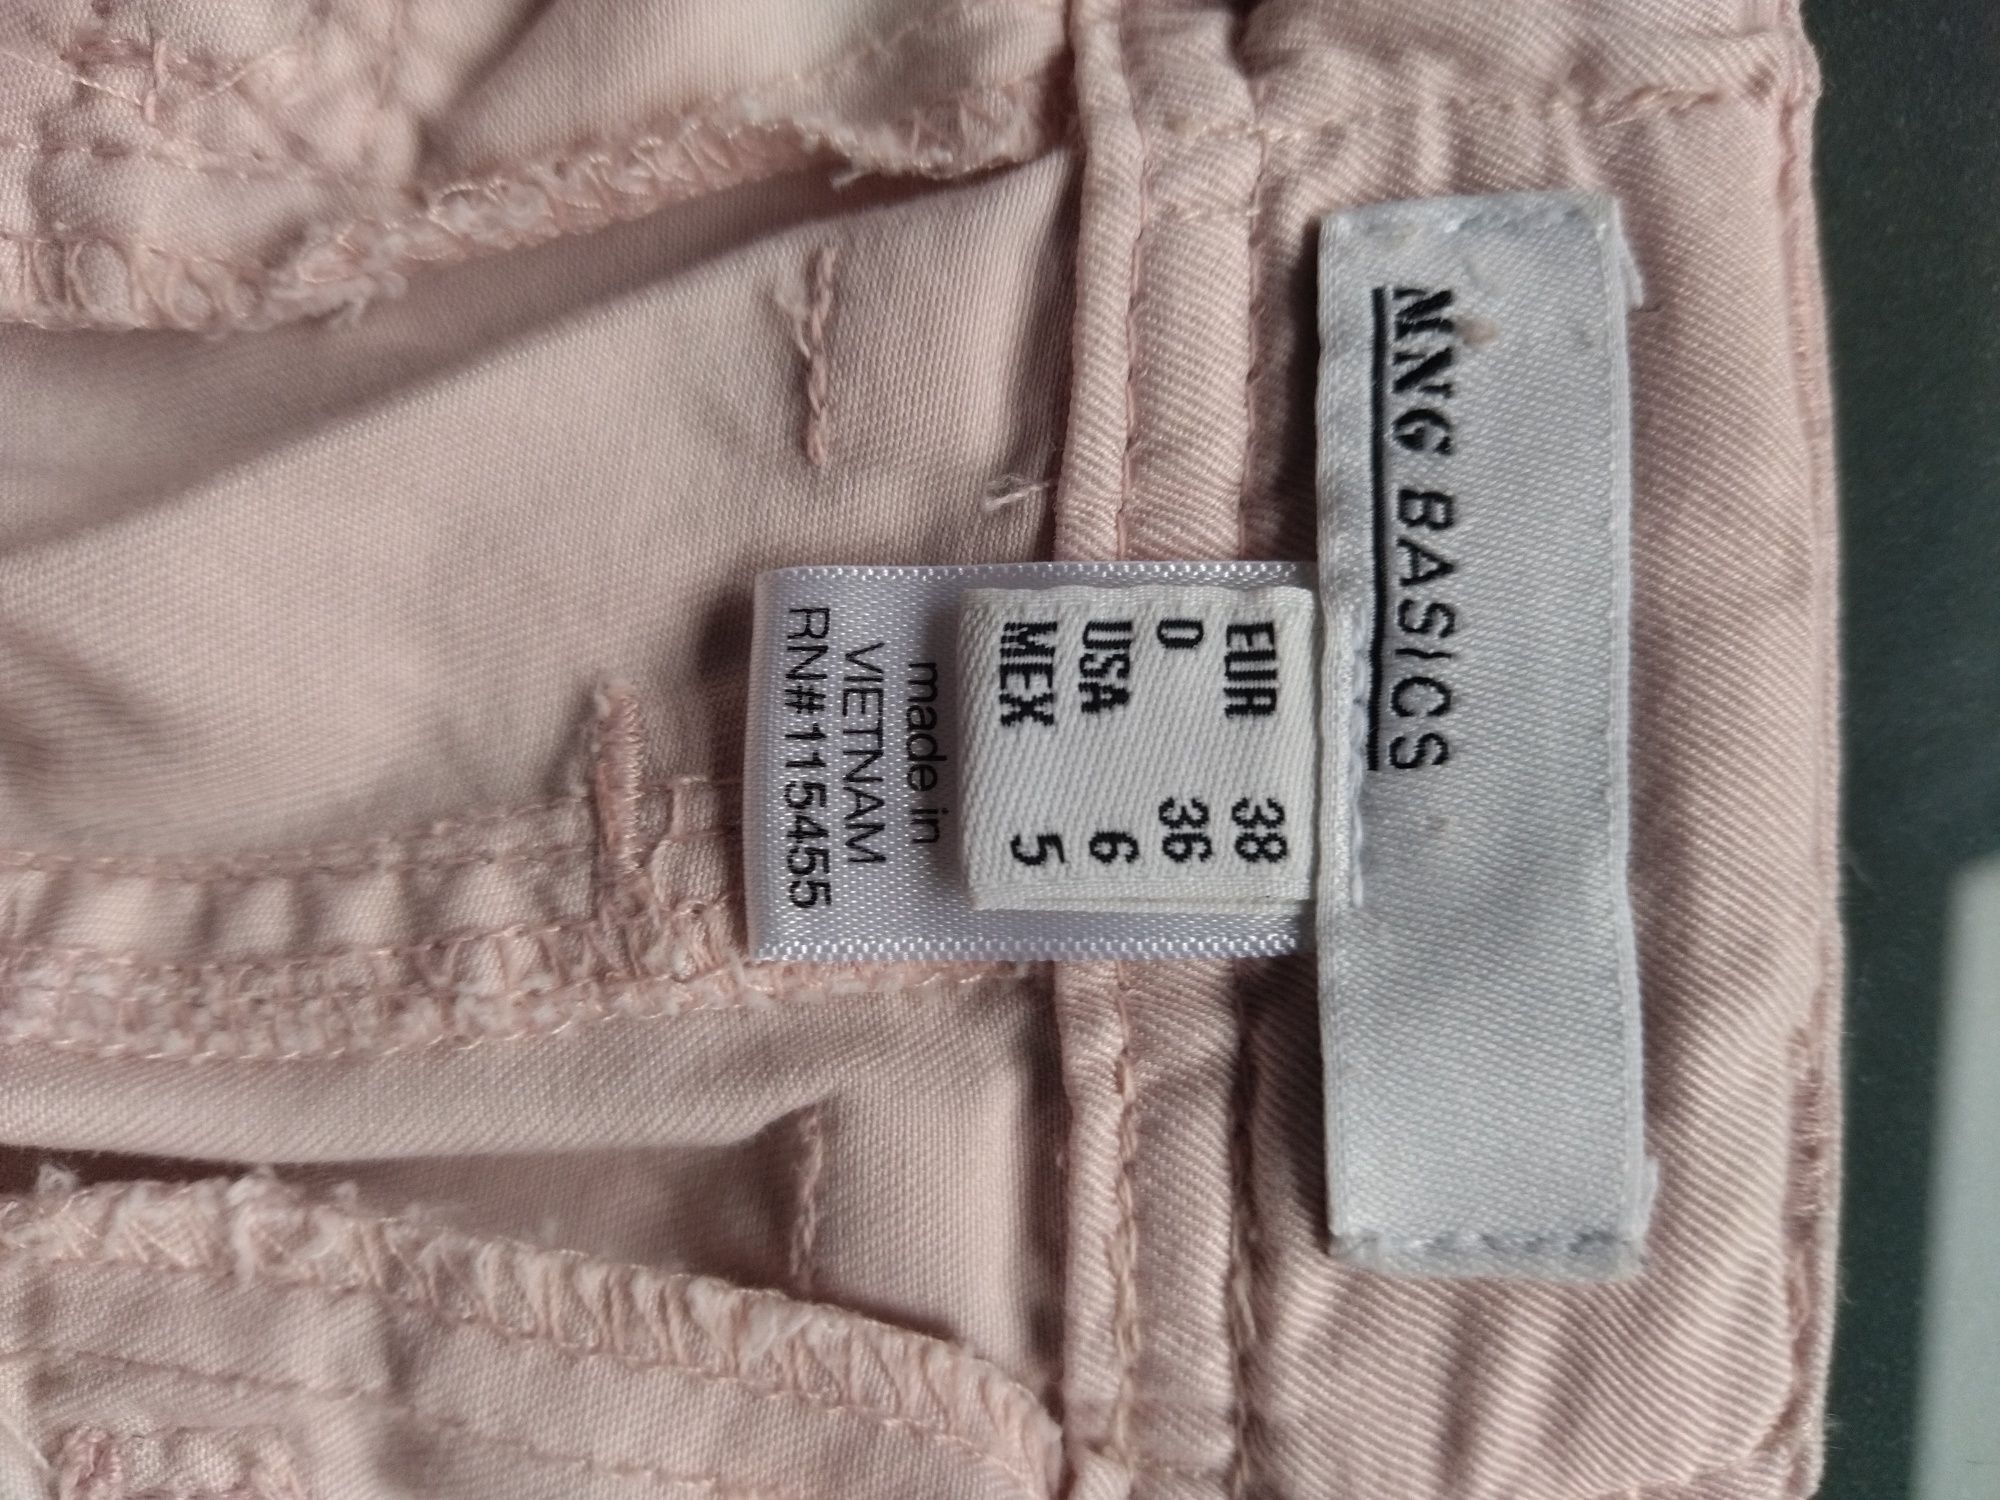 MNG BASICS
EUR 38
D 36
USA 6
MEX 5
made in
VIETNAM
RN#115455